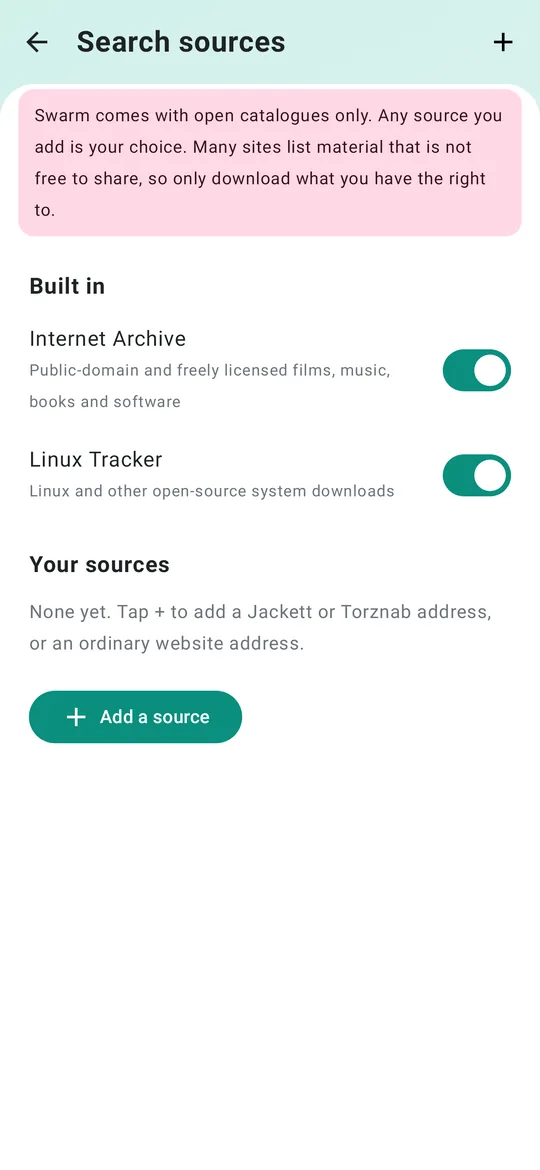 Search sources
Swarm comes with open catalogues only. Any source you
add is your choice. Many sites list material that is not
free to share, so only download what you have the right
to.
Built in
Internet Archive
Public-domain and freely licensed films, music,
books and software
Linux Tracker
Linux and other open-source system downloads
Your sources
None yet. Tap + to add a Jackett or Torznab address,
or an ordinary website address.
Add a source